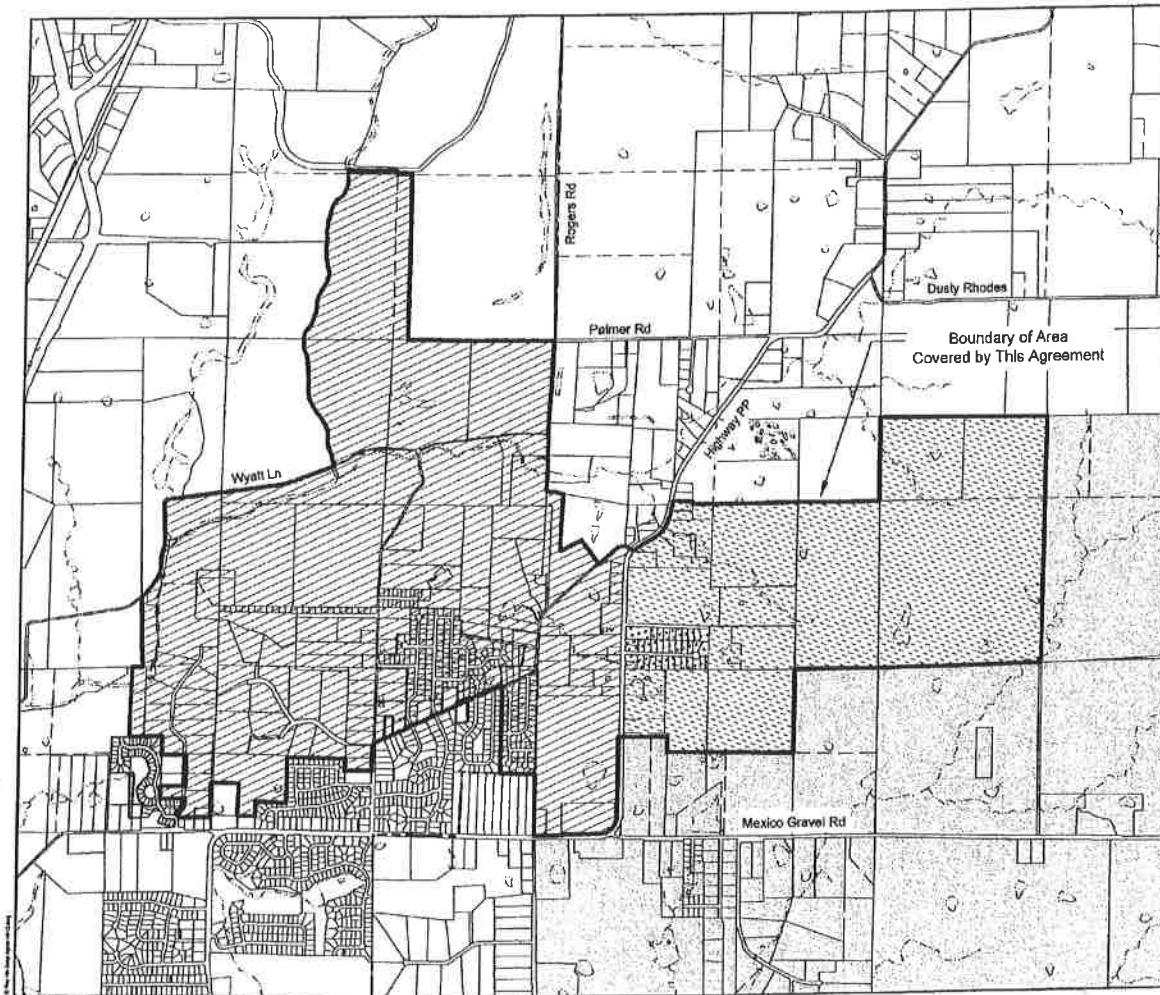 Rogers Rd
Dusty Rhodes
Palmer Rd
Boundary of Area
Covered by This Agreement
Highway PP
Wyatt Ln
Mexico Gravel Rd